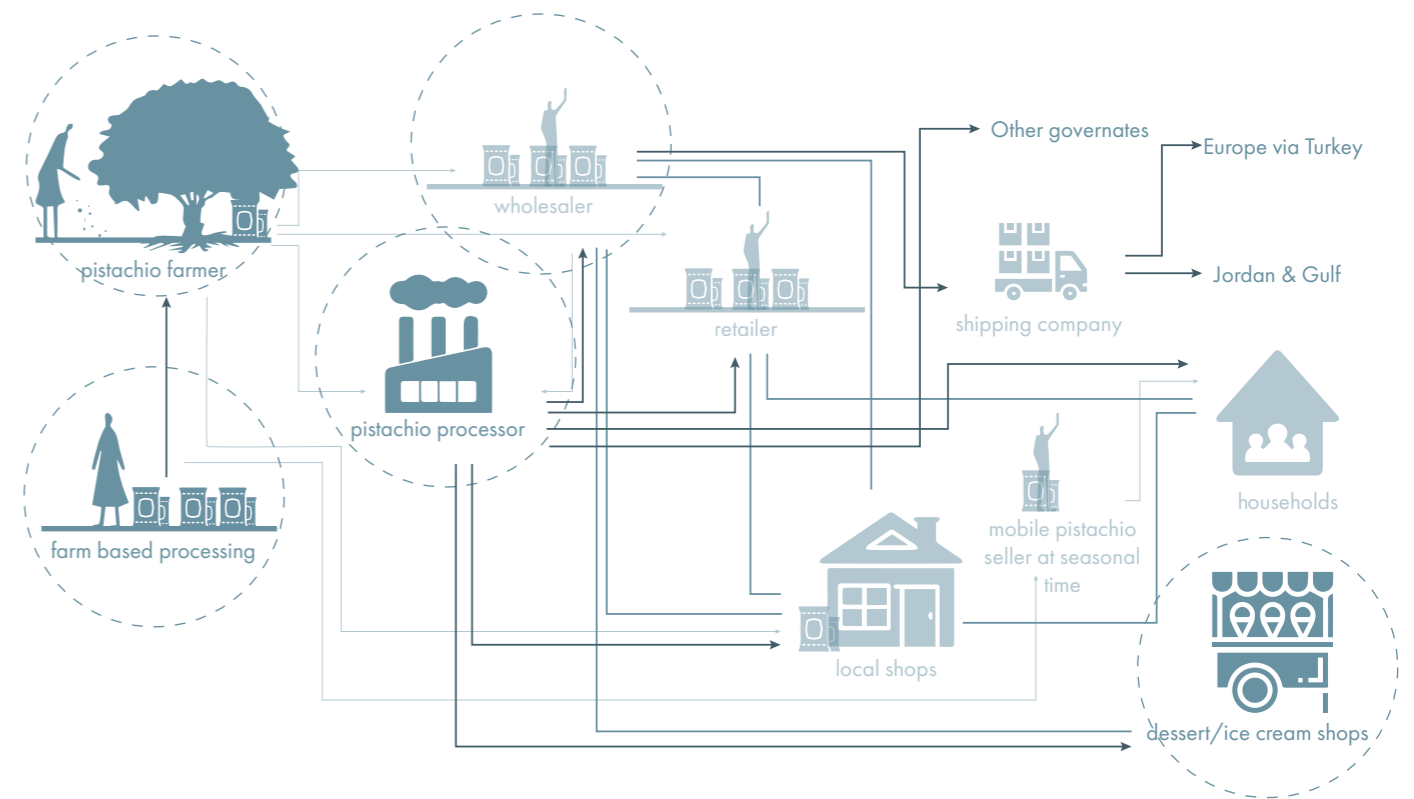 Other governates
Europe via Turkey
wholesaler
pistachio farmer
Jordan & Gulf
shipping company
retailer
pistachio processor
households
mobile pistachio
seller at seasonal
time
farm based processing
local shops
dessert/ice cream shops